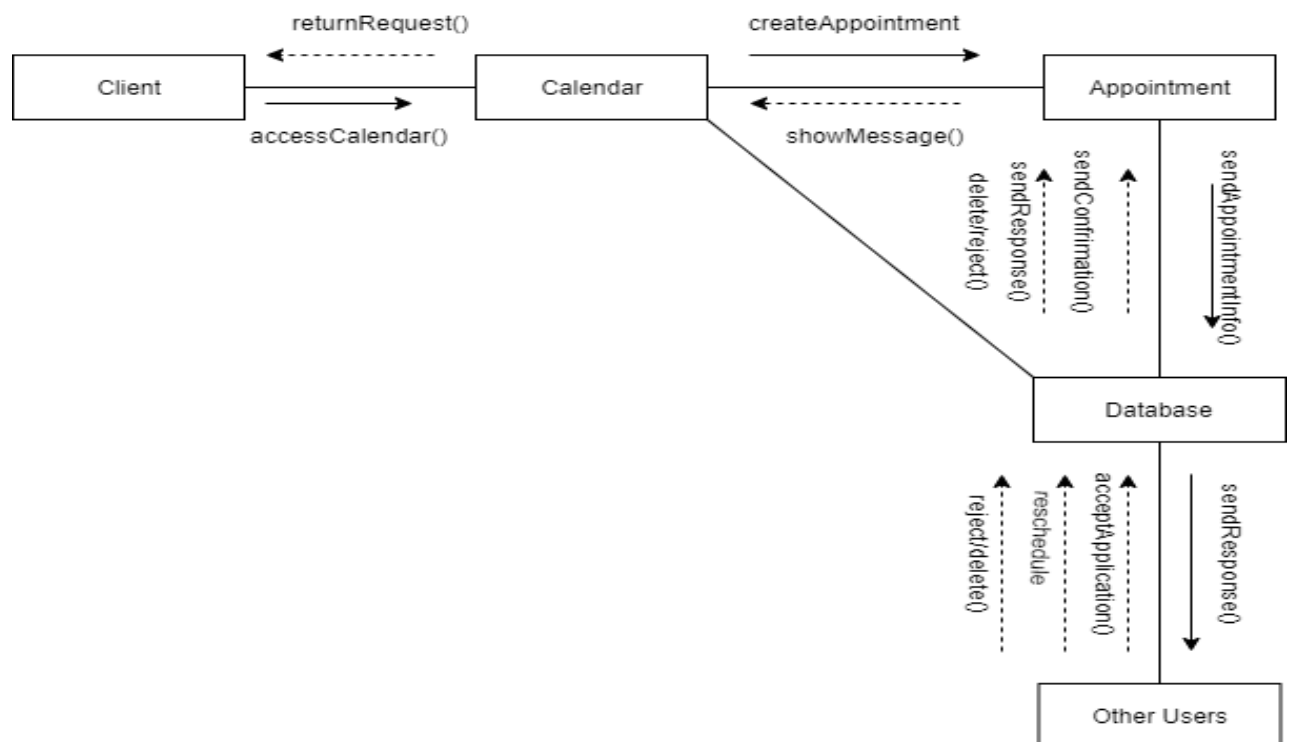 returnRequest()
createAppointment
Client
Calendar
Appointment
accessCalendar()
showMessage()
delete/reject()
sendResponse()
sendConfrimation()
sendAppointmentInfo()
Database
reject/delete()
reschedule
acceptApplication()
sendResponse()
Other Users